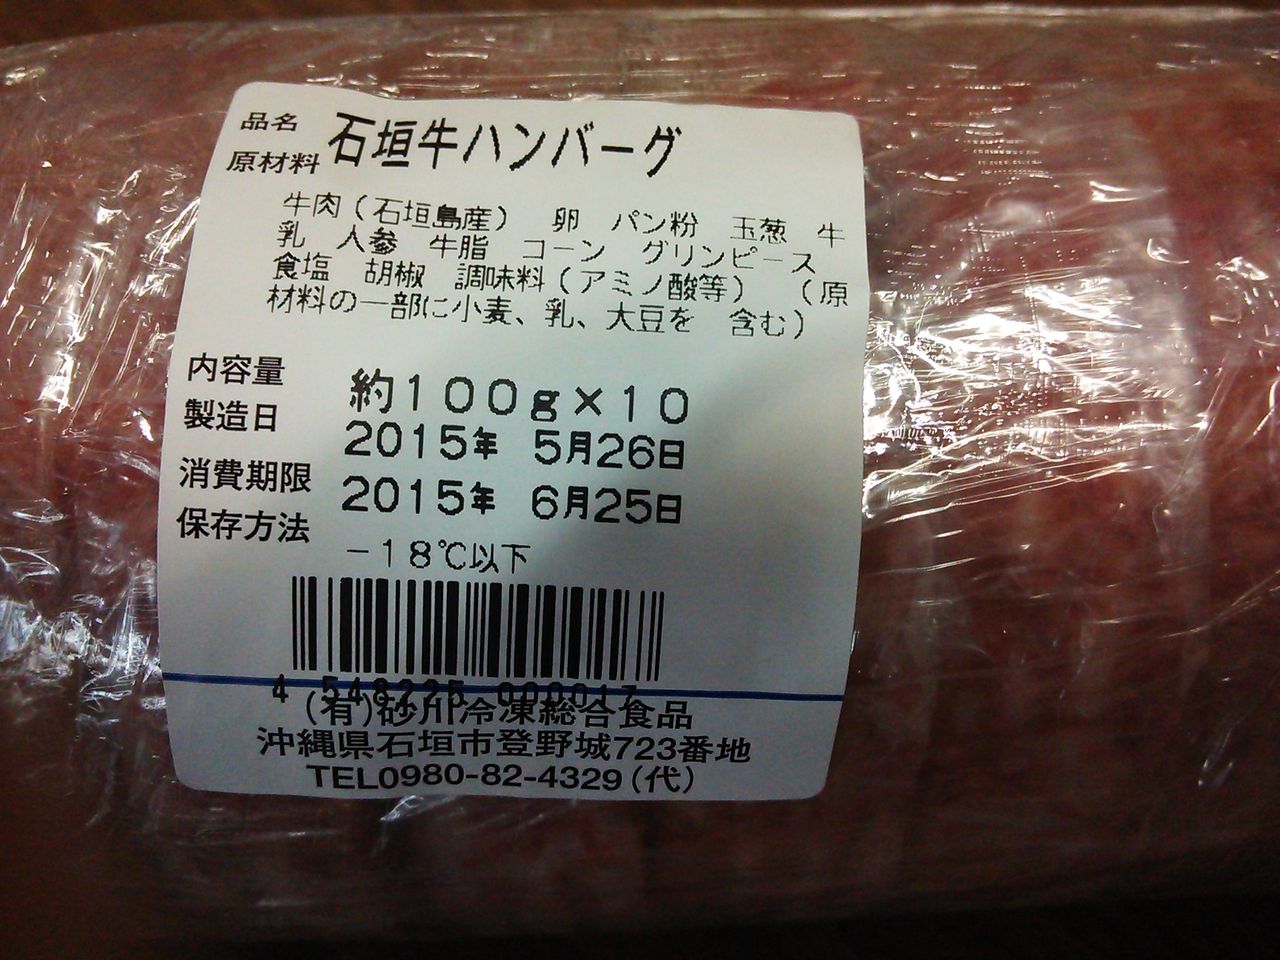 品名 石垣牛ハンバーグ
原材料
牛肉（石垣島産） 卵 パン粉 玉葱 牛
乳 人参 牛脂 コーン グリンピース
食塩 胡椒 調味料（アミノ酸等） （原
材料の一部に小麦、乳、大豆を 含む）
内容量 約100g×10
製造日 2015年 5月26日
消費期限 2015年 6月25日
保存方法 －18℃以下
4 548225 000017
(有)砂川冷凍総合食品
沖縄県石垣市登野城723番地
TEL0980-82-4329(代)